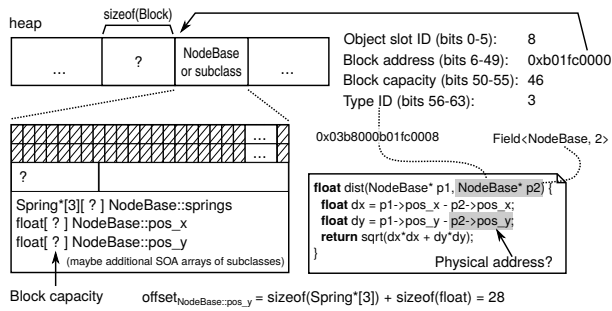 heap
sizeof(Block)
...
?
NodeBase
or subclass
...
Object slot ID (bits 0-5): 8
Block address (bits 6-49): 0xb01fc0000
Block capacity (bits 50-55): 46
Type ID (bits 56-63): 3
...
...
?
Spring*[3][ ? ] NodeBase::springs
float[ ? ] NodeBase::pos_x
float[ ? ] NodeBase::pos_y
(maybe additional SOA arrays of subclasses)
Block capacity
0x03b8000b01fc0008
Field<NodeBase, 2>
float dist(NodeBase* p1, NodeBase* p2) {
float dx = p1->pos_x - p2->pos_x;
float dy = p1->pos_y - p2->pos_y;
return sqrt(dx*dx + dy*dy);
}
Physical address?
offsetNodeBase::pos_y = sizeof(Spring*[3]) + sizeof(float) = 28